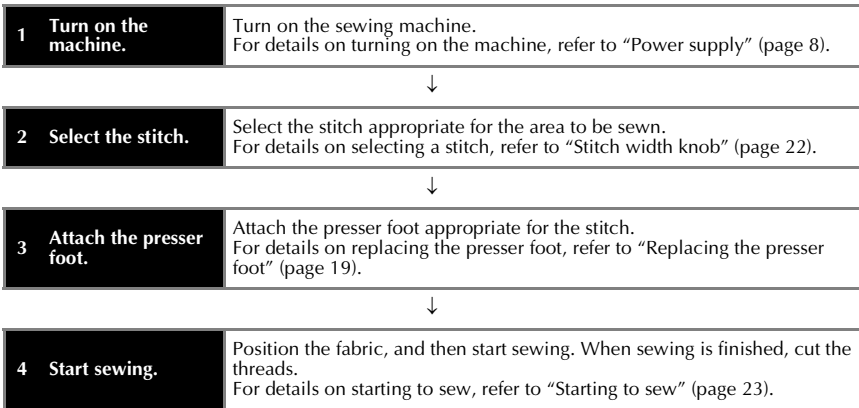 1 Turn on the machine.
Turn on the sewing machine.
For details on turning on the machine, refer to “Power supply” (page 8).
↓
2 Select the stitch.
Select the stitch appropriate for the area to be sewn.
For details on selecting a stitch, refer to “Stitch width knob” (page 22).
↓
3 Attach the presser foot.
Attach the presser foot appropriate for the stitch.
For details on replacing the presser foot, refer to “Replacing the presser
foot” (page 19).
↓
4 Start sewing.
Position the fabric, and then start sewing. When sewing is finished, cut the
threads.
For details on starting to sew, refer to “Starting to sew” (page 23).